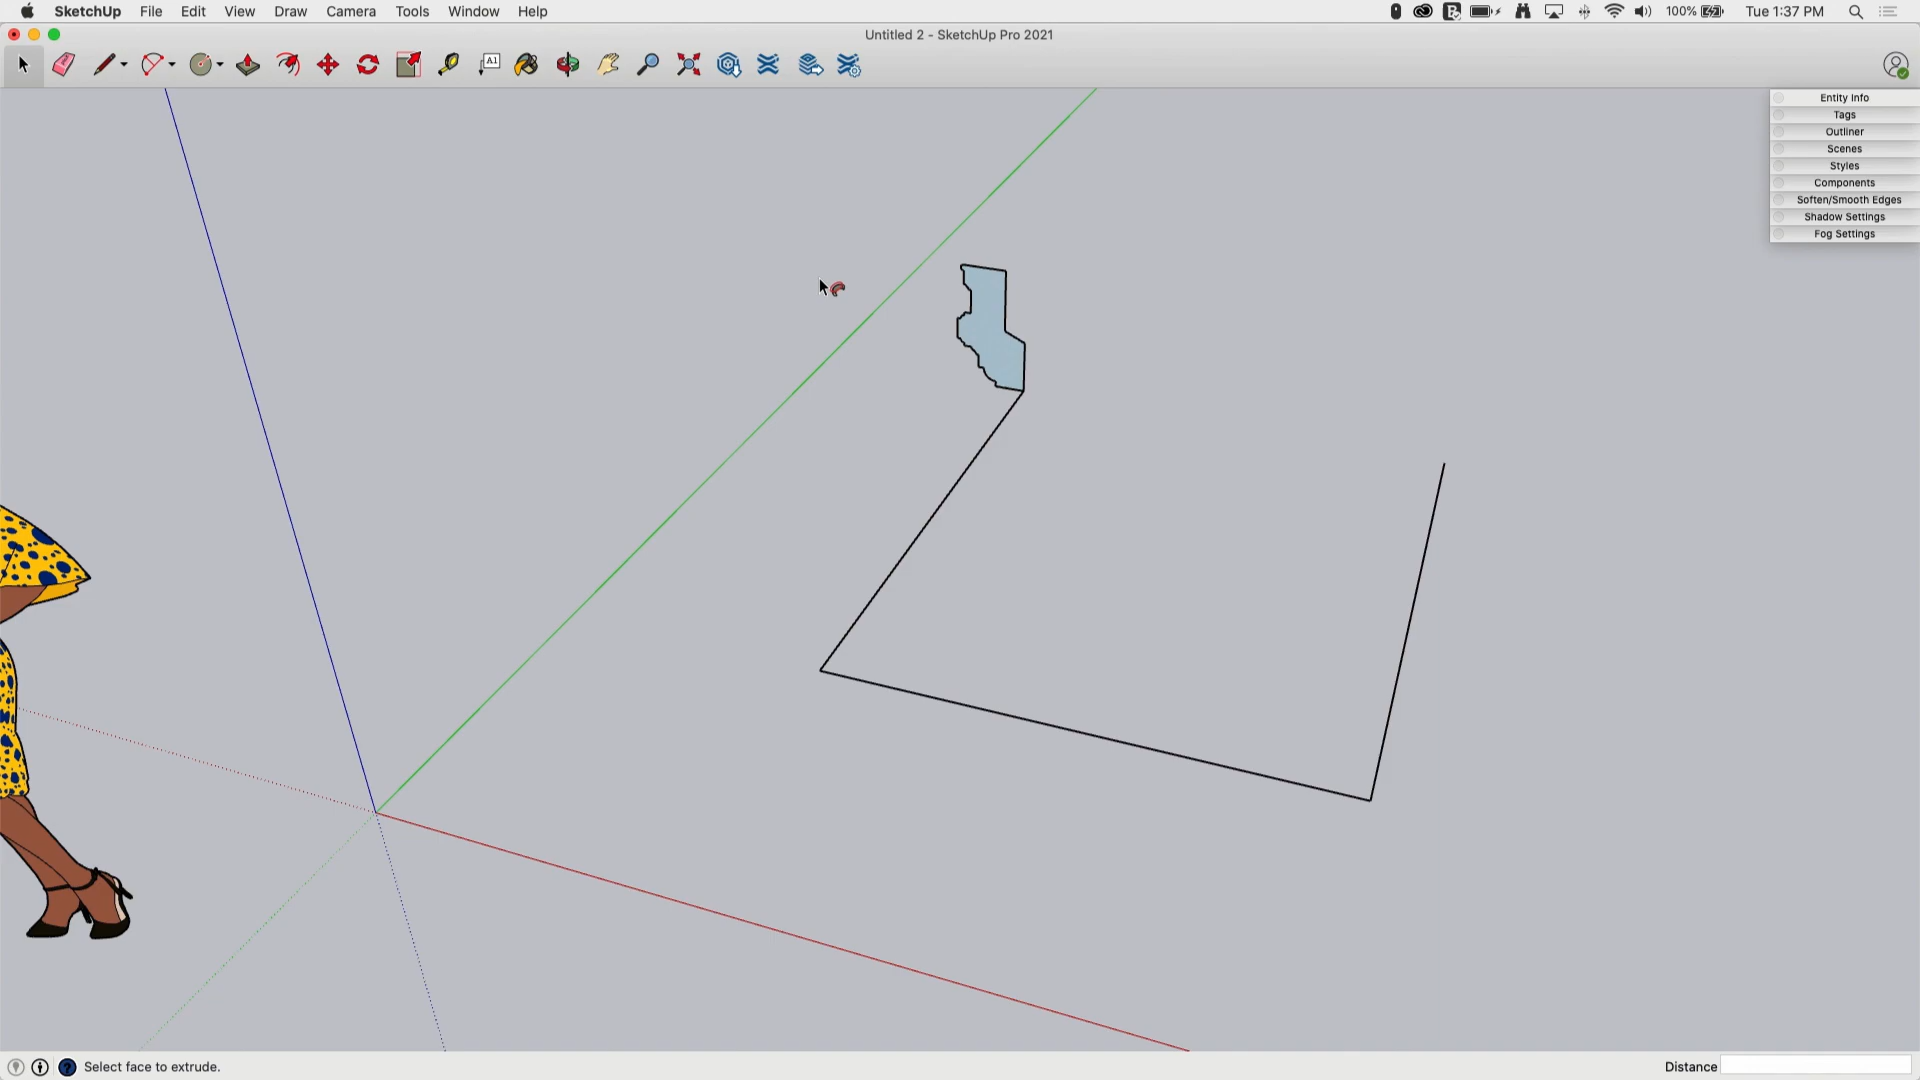 SketchUp File Edit View Draw Camera Tools Window Help 100% Tue 1:37 PM
Untitled 2 - SketchUp Pro 2021
A1
Entity Info
Tags
Outliner
Scenes
Styles
Components
Soften/Smooth Edges
Shadow Settings
Fog Settings
Select face to extrude. Distance